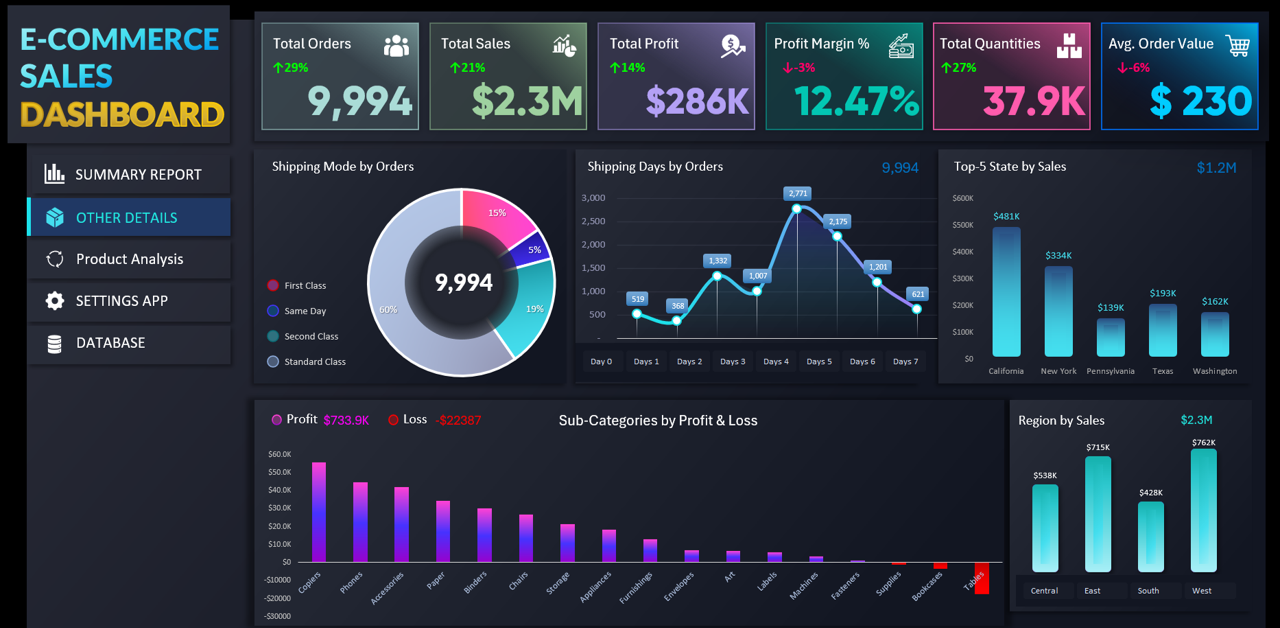 E-COMMERCE
SALES
DASHBOARD
SUMMARY REPORT
OTHER DETAILS
Product Analysis
SETTINGS APP
DATABASE
Total Orders
↑29%
9,994
Total Sales
↑21%
$2.3M
Total Profit
↑14%
$286K
Profit Margin %
↓-3%
12.47%
Total Quantities
↑27%
37.9K
Avg. Order Value
↓-6%
$ 230
Shipping Mode by Orders
15%
5%
19%
60%
9,994
First Class
Same Day
Second Class
Standard Class
Shipping Days by Orders 9,994
3,000
2,500
2,000
1,500
1,000
500
-
519
368
1,332
1,007
2,771
2,175
1,201
621
Day 0 Days 1 Days 2 Days 3 Days 4 Days 5 Days 6 Days 7
Top-5 State by Sales $1.2M
$600K
$500K
$400K
$300K
$200K
$100K
$0
$481K
$334K
$139K
$193K
$162K
California New York Pennsylvania Texas Washington
Profit $733.9K Loss -$22387 Sub-Categories by Profit & Loss
$60.0K
$50.0K
$40.0K
$30.0K
$20.0K
$10.0K
$0
-$10000
-$20000
-$30000
Copiers
Phones
Accessories
Paper
Binders
Chairs
Storage
Appliances
Furnishings
Envelopes
Art
Labels
Machines
Fasteners
Supplies
Bookcases
Tables
Region by Sales $2.3M
$538K
$715K
$428K
$762K
Central East South West